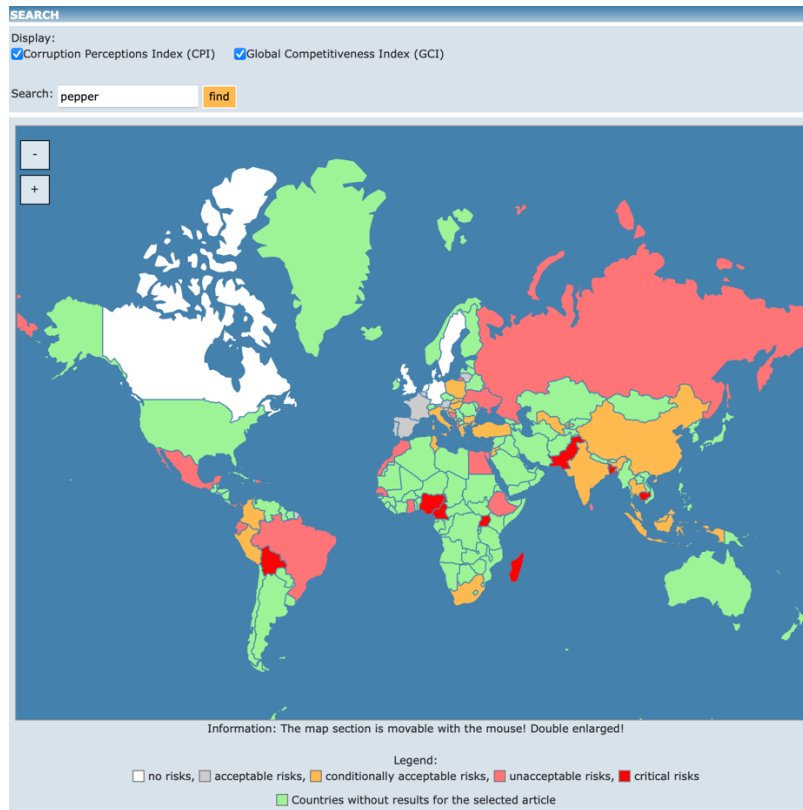 SEARCH
Display:
Corruption Perceptions Index (CPI) Global Competitiveness Index (GCI)
Search: pepper find
-
+
Information: The map section is movable with the mouse! Double enlarged!
Legend:
no risks, acceptable risks, conditionally acceptable risks, unacceptable risks, critical risks
Countries without results for the selected article